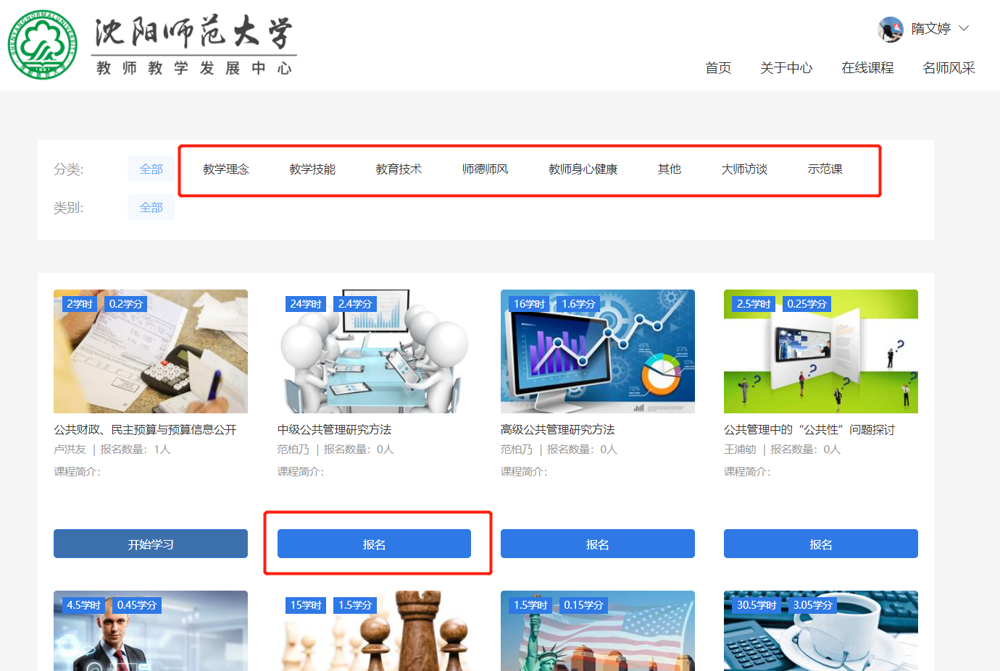 沈阳师范大学
教师教学发展中心
SHENYANG NORMAL UNIVERSITY
隋文婷
首页 关于中心 在线课程 名师风采
分类: 全部 教学理念 教学技能 教育技术 师德师风 教师身心健康 其他 大师访谈 示范课
类别: 全部
2学时 0.2学分
24学时 2.4学分
16学时 1.6学分
2.5学时 0.25学分
45%
23%
10%
70%
公共财政、民主预算与预算信息公开
卢洪友 | 报名数量：1人
课程简介：
开始学习
中级公共管理研究方法
范柏乃 | 报名数量：0人
课程简介：
报名
高级公共管理研究方法
范柏乃 | 报名数量：0人
课程简介：
报名
公共管理中的“公共性”问题探讨
王浦劬 | 报名数量：0人
课程简介：
报名
4.5学时 0.45学分
15学时 1.5学分
1.5学时 0.15学分
30.5学时 3.05学分